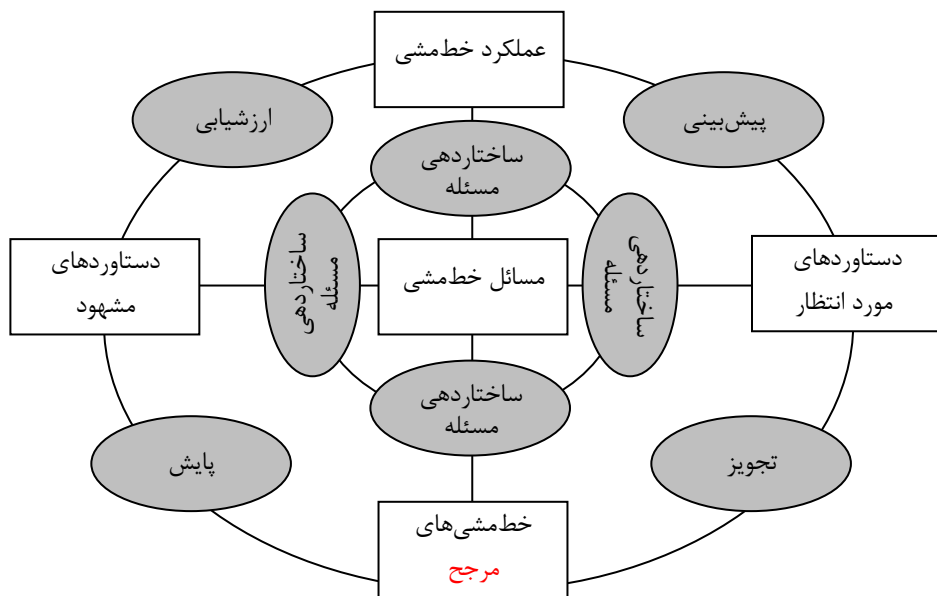 عملکرد خط‌مشی
ارزشیابی
پیش‌بینی
ساختاردهی
مسئله
دستاوردهای
مشهود
ساختاردهی
مسئله
مسائل خط‌مشی
ساختاردهی
مسئله
دستاوردهای
مورد انتظار
ساختاردهی
مسئله
پایش
تجویز
خط‌مشی‌های
مرجح